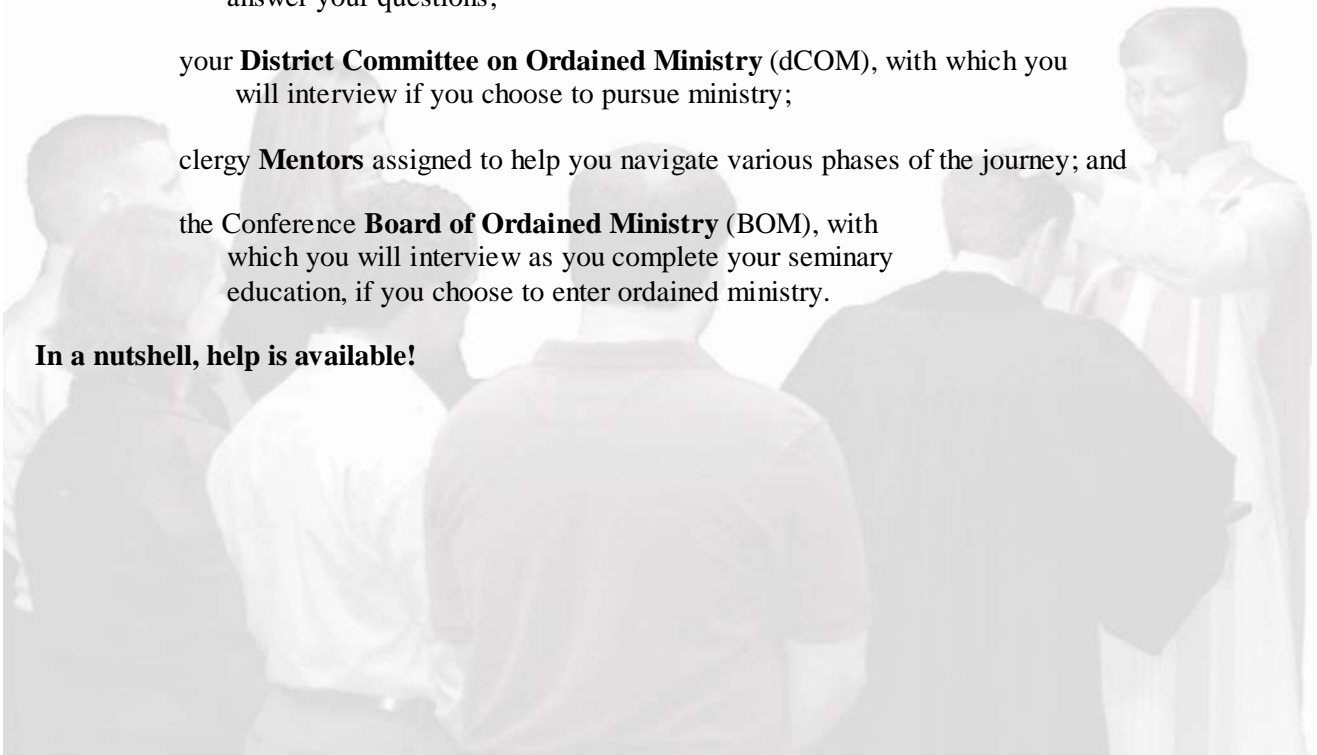 answer your questions;
your District Committee on Ordained Ministry (dCOM), with which you
will interview if you choose to pursue ministry;
clergy Mentors assigned to help you navigate various phases of the journey; and
the Conference Board of Ordained Ministry (BOM), with
which you will interview as you complete your seminary
education, if you choose to enter ordained ministry.
In a nutshell, help is available!